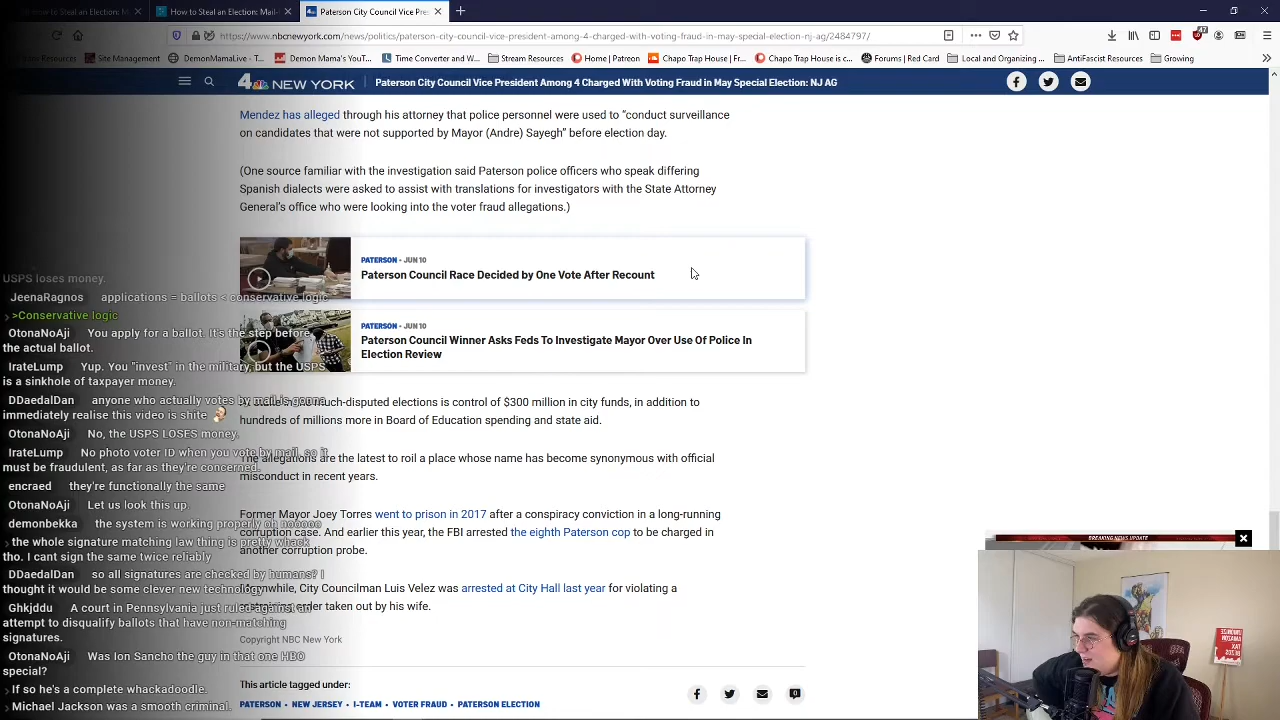 How to Steal an Election: Mail-
Paterson City Council Vice Pre
https://www.nbcnewyork.com/news/politics/paterson-city-council-vice-president-among-4-charged-with-voting-fraud-in-may-special-election-nj-ag/2484797/
Resources
Site Management
DemonMamaLive - T
Demon Mama's YouT...
Time Converter and W...
Stream Resources
Home | Patreon
Chapo Trap House | Fr...
Chapo Trap House is c...
Forums / Red Card
Local and Organizing ...
AntiFascist Resources
Growing
4 NEW YORK
Paterson City Council Vice President Among 4 Charged With Voting Fraud in May Special Election: NJ AG
Mendez has alleged through his attorney that police personnel were used to “conduct surveillance
on candidates that were not supported by Mayor (Andre) Sayegh” before election day.
(One source familiar with the investigation said Paterson police officers who speak differing
Spanish dialects were asked to assist with translations for investigators with the State Attorney
General’s office who were looking into the voter fraud allegations.)
PATERSON • JUN 10
Paterson Council Race Decided by One Vote After Recount
PATERSON • JUN 10
Paterson Council Winner Asks Feds To Investigate Mayor Over Use Of Police In
Election Review
much-disputed elections is control of $300 million in city funds, in addition to
hundreds of millions more in Board of Education spending and state aid.
The allegations are the latest to roil a place whose name has become synonymous with official
misconduct in recent years.
Former Mayor Joey Torres went to prison in 2017 after a conspiracy conviction in a long-running
corruption case. And earlier this year, the FBI arrested the eighth Paterson cop to be charged in
another corruption probe.
Meanwhile, City Councilman Luis Velez was arrested at City Hall last year for violating a
order taken out by his wife.
Copyright NBC New York
This article tagged under:
PATERSON • NEW JERSEY • I-TEAM • VOTER FRAUD • PATERSON ELECTION
USPS loses money.
JeenaRagnos applications = ballots < conservative logic
>Conservative logic
OtonaNoAji You apply for a ballot. It's the step before
the actual ballot.
IrateLump Yup. You "invest" in the military, but the USPS
is a sinkhole of taxpayer money.
DDaedalDan anyone who actually votes by mail is gonna
immediately realise this video is shite
OtonaNoAji No, the USPS LOSES money.
IrateLump No photo voter ID when you vote by mail, so it
must be fraudulent, as far as they're concerned.
encraed they're functionally the same
OtonaNoAji Let us look this up.
demonbekka the system is working properly oh nooooo
the whole signature matching law thing is pretty whack
tho. I cant sign the same twice reliably
DDaedalDan so all signatures are checked by humans? I
thought it would be some clever new technology
Ghkjddu A court in Pennsylvania just ruled against an
attempt to disqualify ballots that have non-matching
signatures.
OtonaNoAji Was Ion Sancho the guy in that one HBO
special?
If so he's a complete whackadoodle.
Michael Jackson was a smooth criminal.
BREAKING NEWS UPDATE